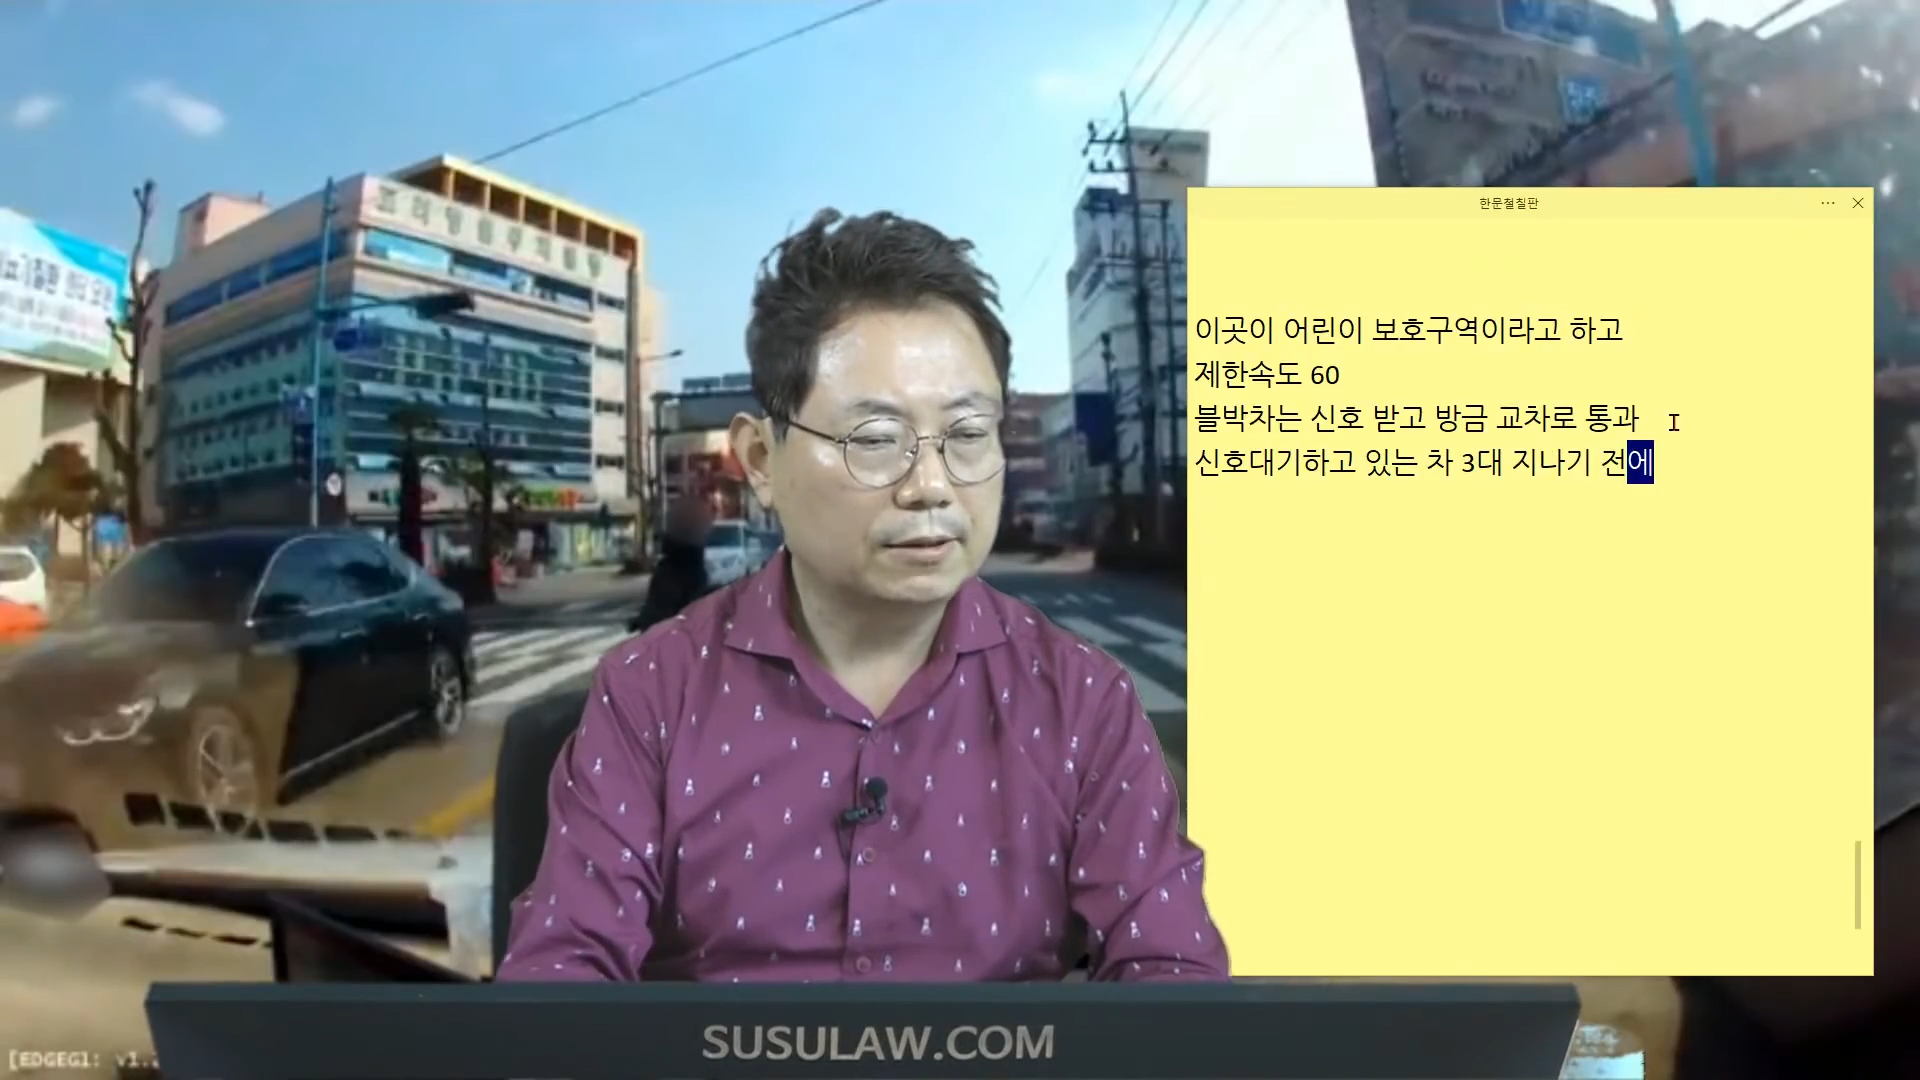 한문철칠판
이곳이 어린이 보호구역이라고 하고
제한속도 60
블박차는 신호 받고 방금 교차로 통과
신호대기하고 있는 차 3대 지나기 전에
SUSULAW.COM
[EDGEG1: v1.